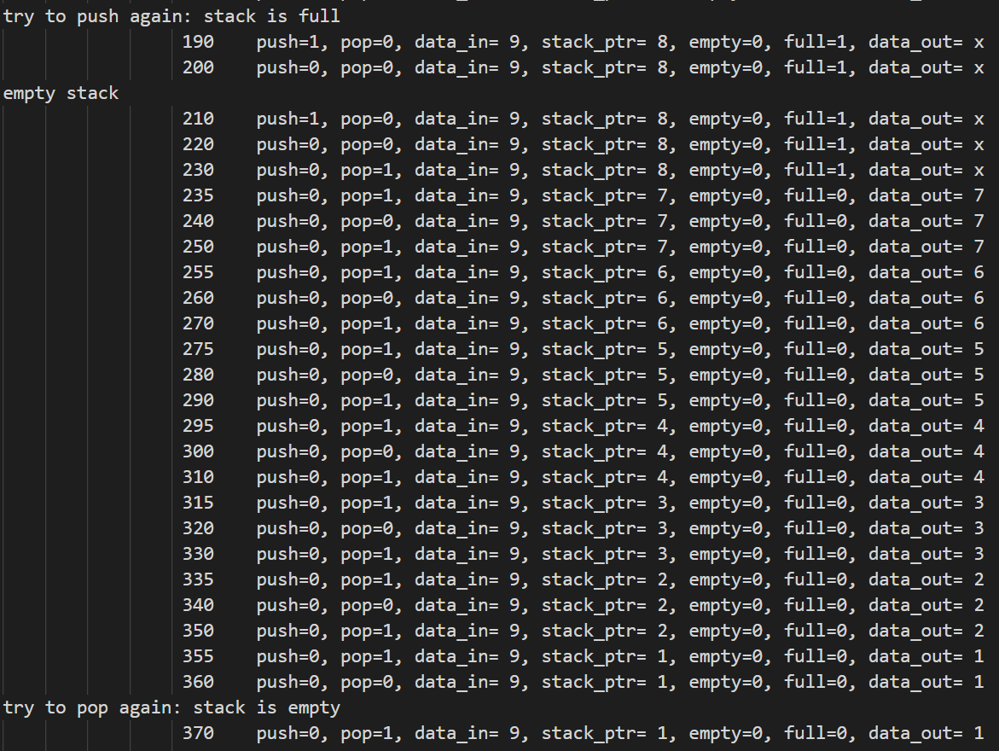 try to push again: stack is full
190 push=1, pop=0, data_in= 9, stack_ptr= 8, empty=0, full=1, data_out= x
200 push=0, pop=0, data_in= 9, stack_ptr= 8, empty=0, full=1, data_out= x
empty stack
210 push=1, pop=0, data_in= 9, stack_ptr= 8, empty=0, full=1, data_out= x
220 push=0, pop=0, data_in= 9, stack_ptr= 8, empty=0, full=1, data_out= x
230 push=0, pop=1, data_in= 9, stack_ptr= 8, empty=0, full=1, data_out= x
235 push=0, pop=1, data_in= 9, stack_ptr= 7, empty=0, full=0, data_out= 7
240 push=0, pop=0, data_in= 9, stack_ptr= 7, empty=0, full=0, data_out= 7
250 push=0, pop=1, data_in= 9, stack_ptr= 7, empty=0, full=0, data_out= 7
255 push=0, pop=1, data_in= 9, stack_ptr= 6, empty=0, full=0, data_out= 6
260 push=0, pop=0, data_in= 9, stack_ptr= 6, empty=0, full=0, data_out= 6
270 push=0, pop=1, data_in= 9, stack_ptr= 6, empty=0, full=0, data_out= 6
275 push=0, pop=1, data_in= 9, stack_ptr= 5, empty=0, full=0, data_out= 5
280 push=0, pop=0, data_in= 9, stack_ptr= 5, empty=0, full=0, data_out= 5
290 push=0, pop=1, data_in= 9, stack_ptr= 5, empty=0, full=0, data_out= 5
295 push=0, pop=1, data_in= 9, stack_ptr= 4, empty=0, full=0, data_out= 4
300 push=0, pop=0, data_in= 9, stack_ptr= 4, empty=0, full=0, data_out= 4
310 push=0, pop=1, data_in= 9, stack_ptr= 4, empty=0, full=0, data_out= 4
315 push=0, pop=1, data_in= 9, stack_ptr= 3, empty=0, full=0, data_out= 3
320 push=0, pop=0, data_in= 9, stack_ptr= 3, empty=0, full=0, data_out= 3
330 push=0, pop=1, data_in= 9, stack_ptr= 3, empty=0, full=0, data_out= 3
335 push=0, pop=1, data_in= 9, stack_ptr= 2, empty=0, full=0, data_out= 2
340 push=0, pop=0, data_in= 9, stack_ptr= 2, empty=0, full=0, data_out= 2
350 push=0, pop=1, data_in= 9, stack_ptr= 2, empty=0, full=0, data_out= 2
355 push=0, pop=1, data_in= 9, stack_ptr= 1, empty=0, full=0, data_out= 1
360 push=0, pop=0, data_in= 9, stack_ptr= 1, empty=0, full=0, data_out= 1
try to pop again: stack is empty
370 push=0, pop=1, data_in= 9, stack_ptr= 1, empty=0, full=0, data_out= 1